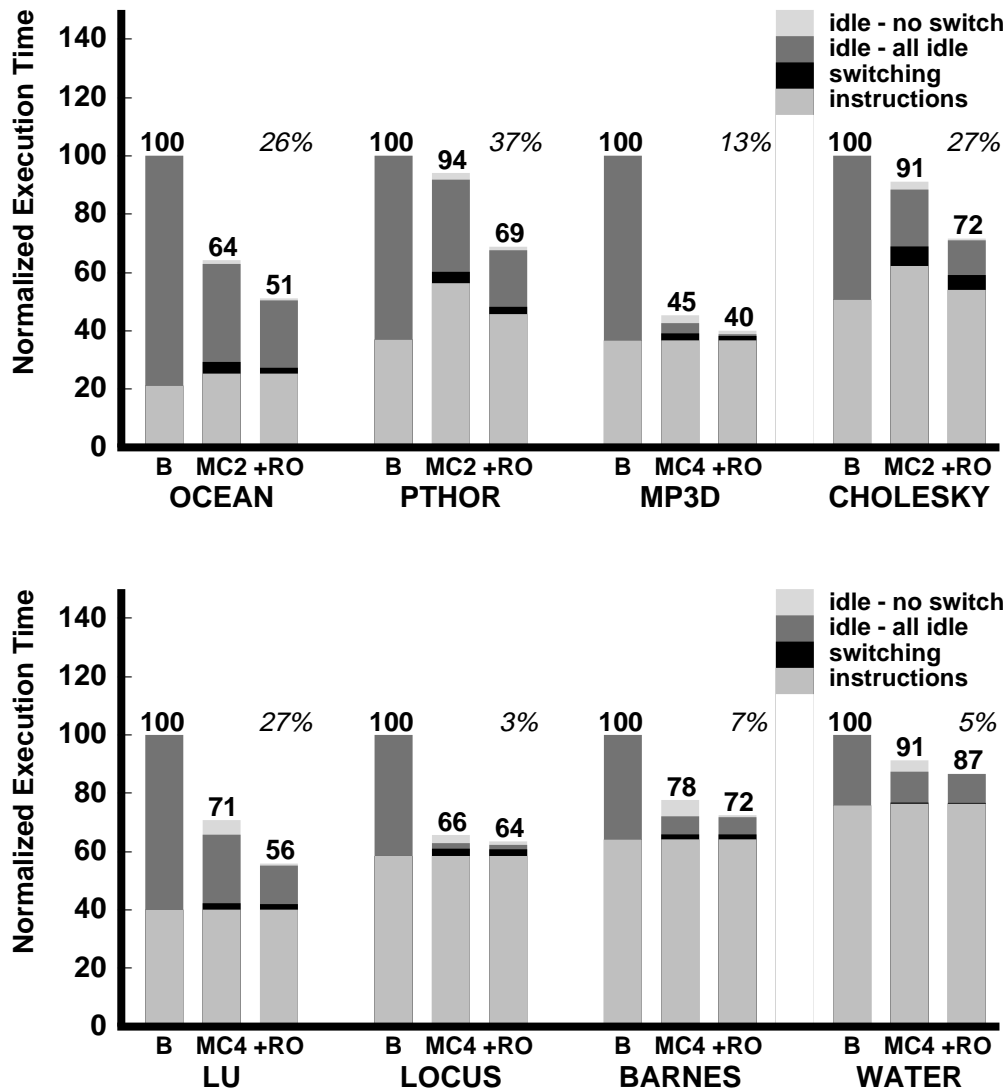 Normalized Execution Time
140
120
100
80
60
40
20
0
idle - no switch
idle - all idle
switching
instructions
100 64 51 26%
100 94 69 37%
100 45 40 13%
100 91 72 27%
B MC2 +RO
OCEAN
B MC2 +RO
PTHOR
B MC4 +RO
MP3D
B MC2 +RO
CHOLESKY
Normalized Execution Time
140
120
100
80
60
40
20
0
idle - no switch
idle - all idle
switching
instructions
100 71 56 27%
100 66 64 3%
100 78 72 7%
100 91 87 5%
B MC4 +RO
LU
B MC4 +RO
LOCUS
B MC4 +RO
BARNES
B MC4 +RO
WATER